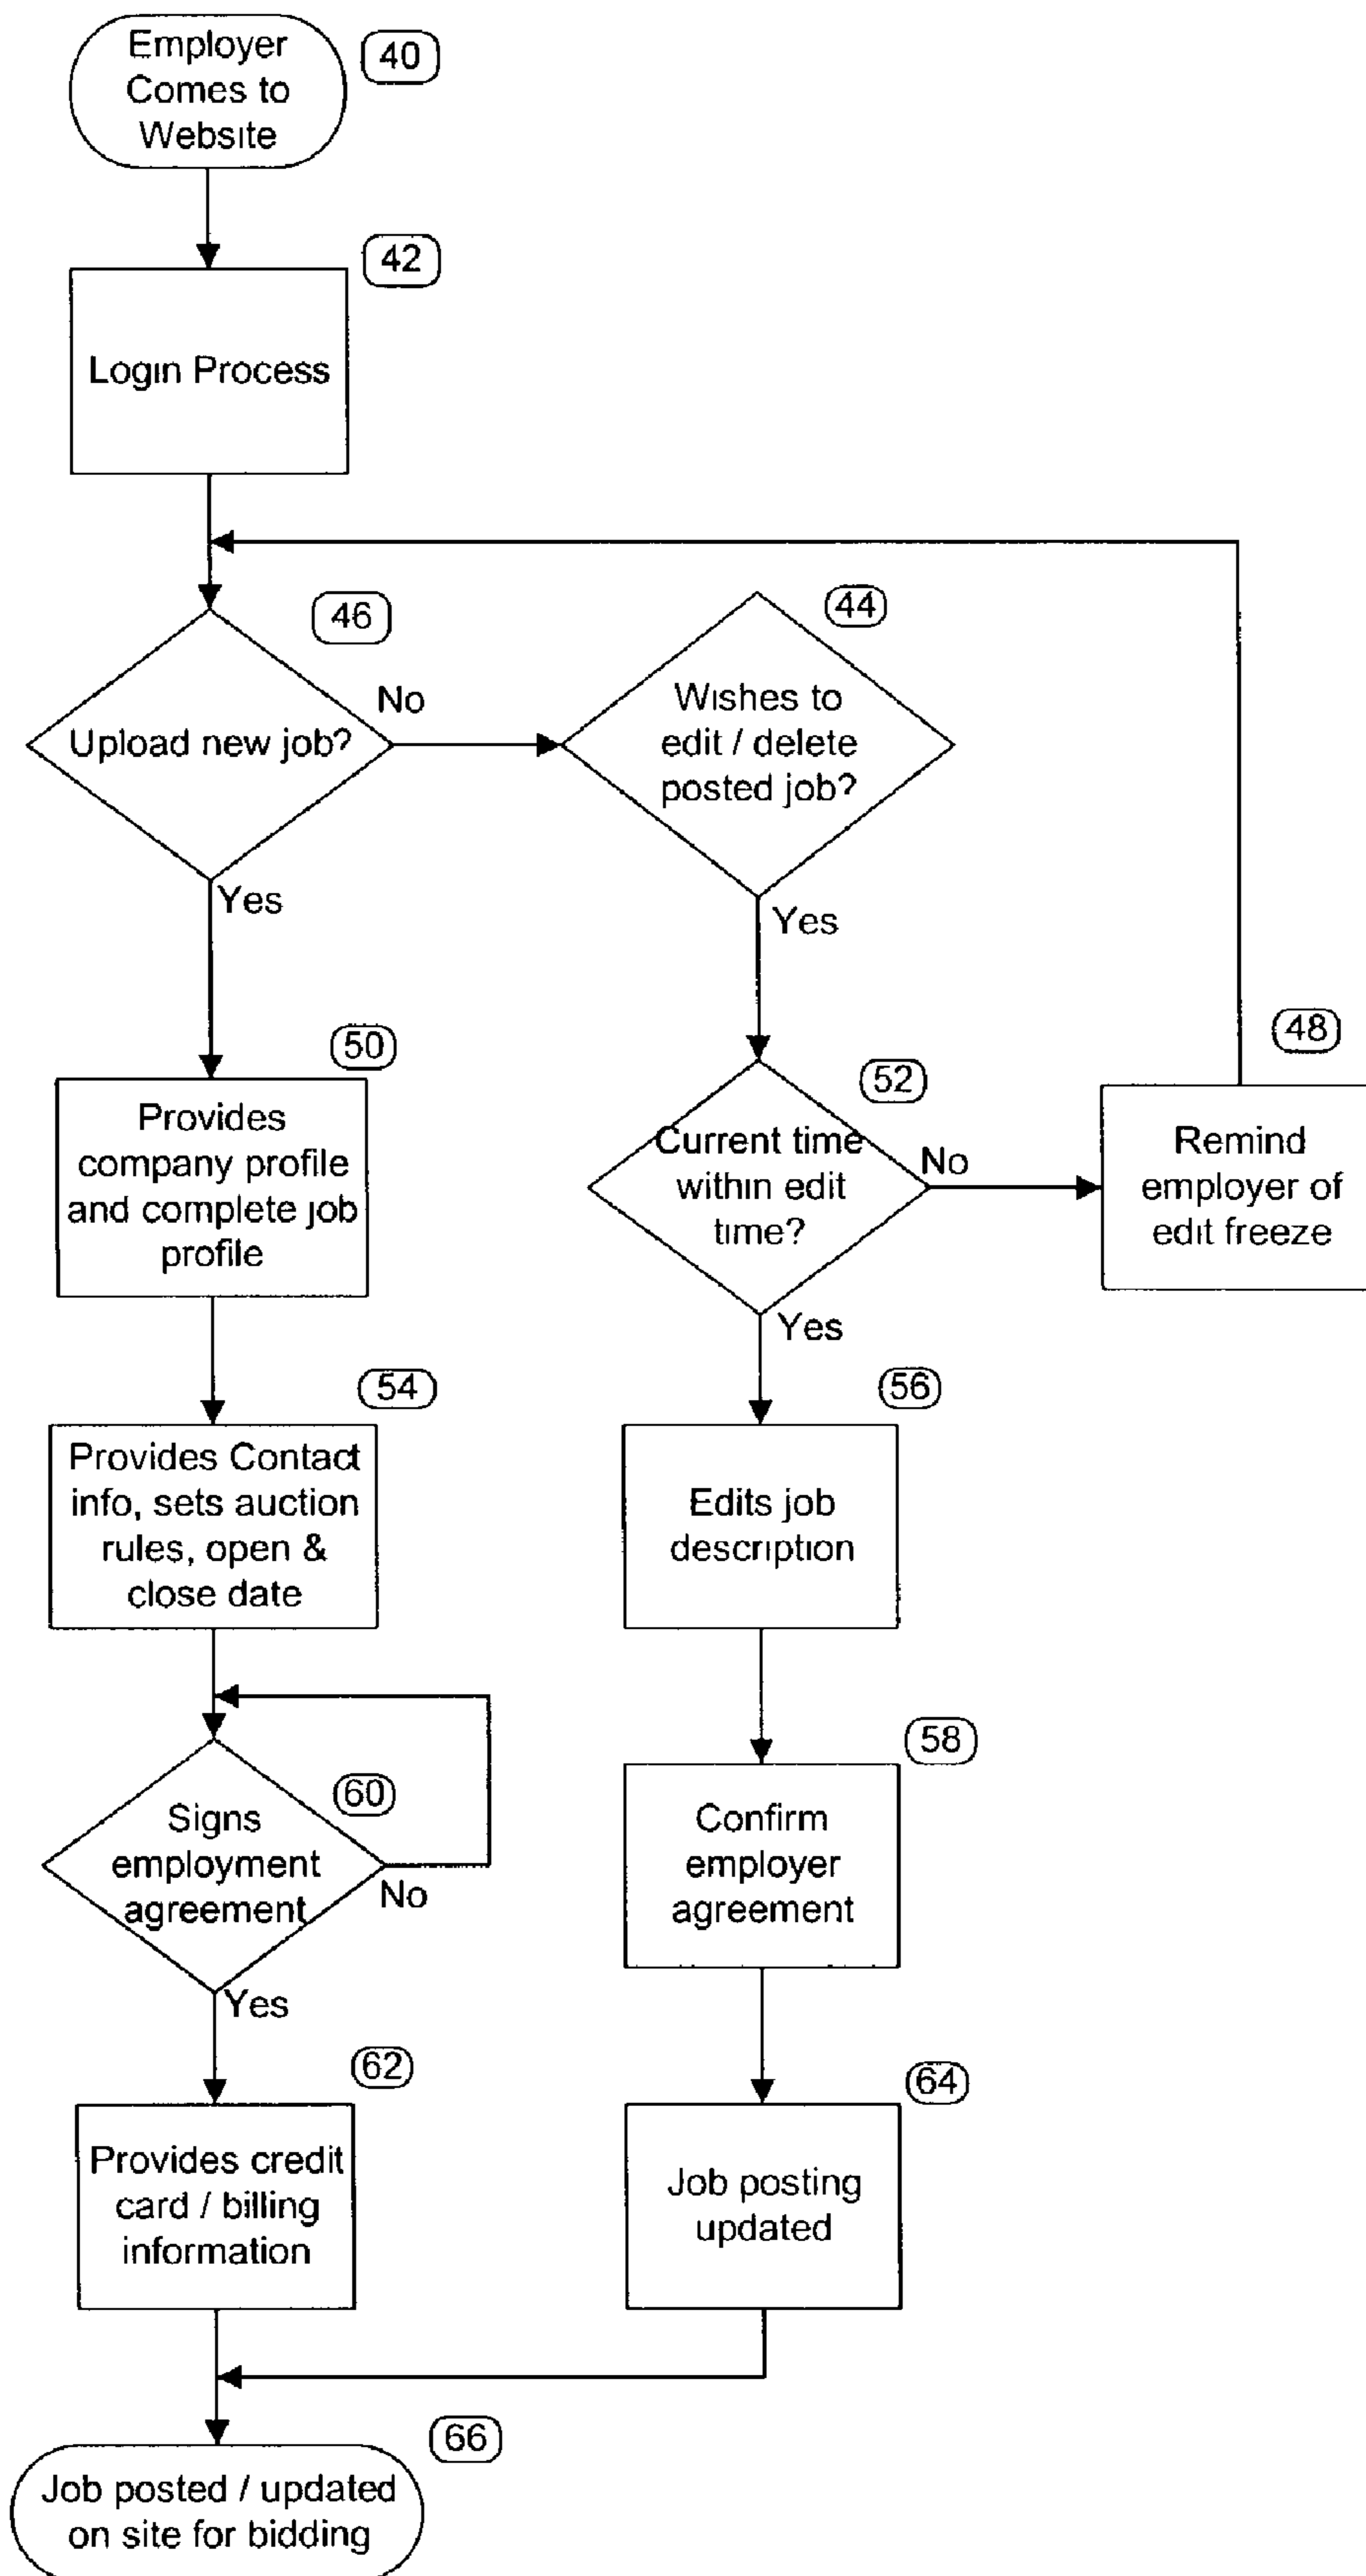 Employer
Comes to
Website
40
42
Login Process
46
44
Upload new job?
No
Wishes to
edit / delete
posted job?
Yes
Yes
50
52
48
Provides
company profile
and complete job
profile
Current time
within edit
time?
No
Remind
employer of
edit freeze
Yes
54
56
Provides Contact
info, sets auction
rules, open &
close date
Edits job
description
58
60
Signs
employment
agreement
No
Confirm
employer
agreement
Yes
62
64
Provides credit
card / billing
information
Job posting
updated
66
Job posted / updated
on site for bidding